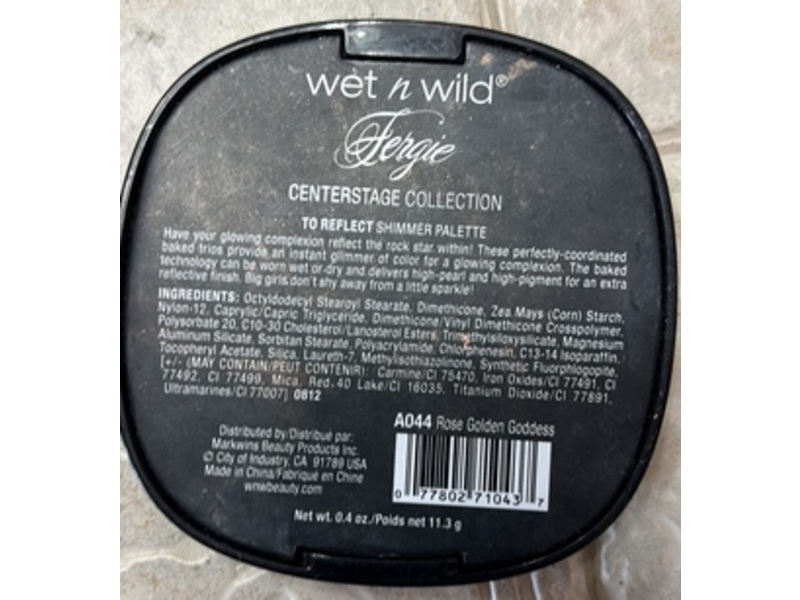 wet n wild®
Fergie
CENTERSTAGE COLLECTION
TO REFLECT SHIMMER PALETTE
Have your glowing complexion reflect the rock star within! These perfectly-coordinated
baked trios provide an instant glimmer of color for a glowing complexion. The baked
technology can be worn wet or dry and delivers high-pearl and high-pigment for an extra
reflective finish. Big girls don't shy away from a little sparkle!
INGREDIENTS: Octyldodecyl Stearoyl Stearate, Dimethicone, Zea Mays (Corn) Starch,
Nylon-12, Caprylic/Capric Triglyceride, Dimethicone/Vinyl Dimethicone Crosspolymer,
Polysorbate 20, C10-30 Cholesterol/Lanosterol Esters, Trimethylsiloxysilicate, Magnesium
Aluminum Silicate, Sorbitan Stearate, Polyacrylamide, Chlorphenesin, C13-14 Isoparaffin,
Tocopheryl Acetate, Silica, Laureth-7, Methylisothiazolinone, Synthetic Fluorphlogopite,
[+/- (MAY CONTAIN/PEUT CONTENIR): Carmine/CI 75470, Iron Oxides/CI 77491, CI
77492, CI 77499, Mica, Red 40 Lake/CI 16035, Titanium Dioxide/CI 77891,
Ultramarines/CI 77007] 0812
A044 Rose Golden Goddess
Distributed by/Distribué par:
Markwins Beauty Products Inc.
© City of Industry, CA 91789 USA
Made in China/Fabriqué en Chine
wnwbeauty.com
0 77802 71043 7
Net wt. 0.4 oz./Poids net 11.3 g